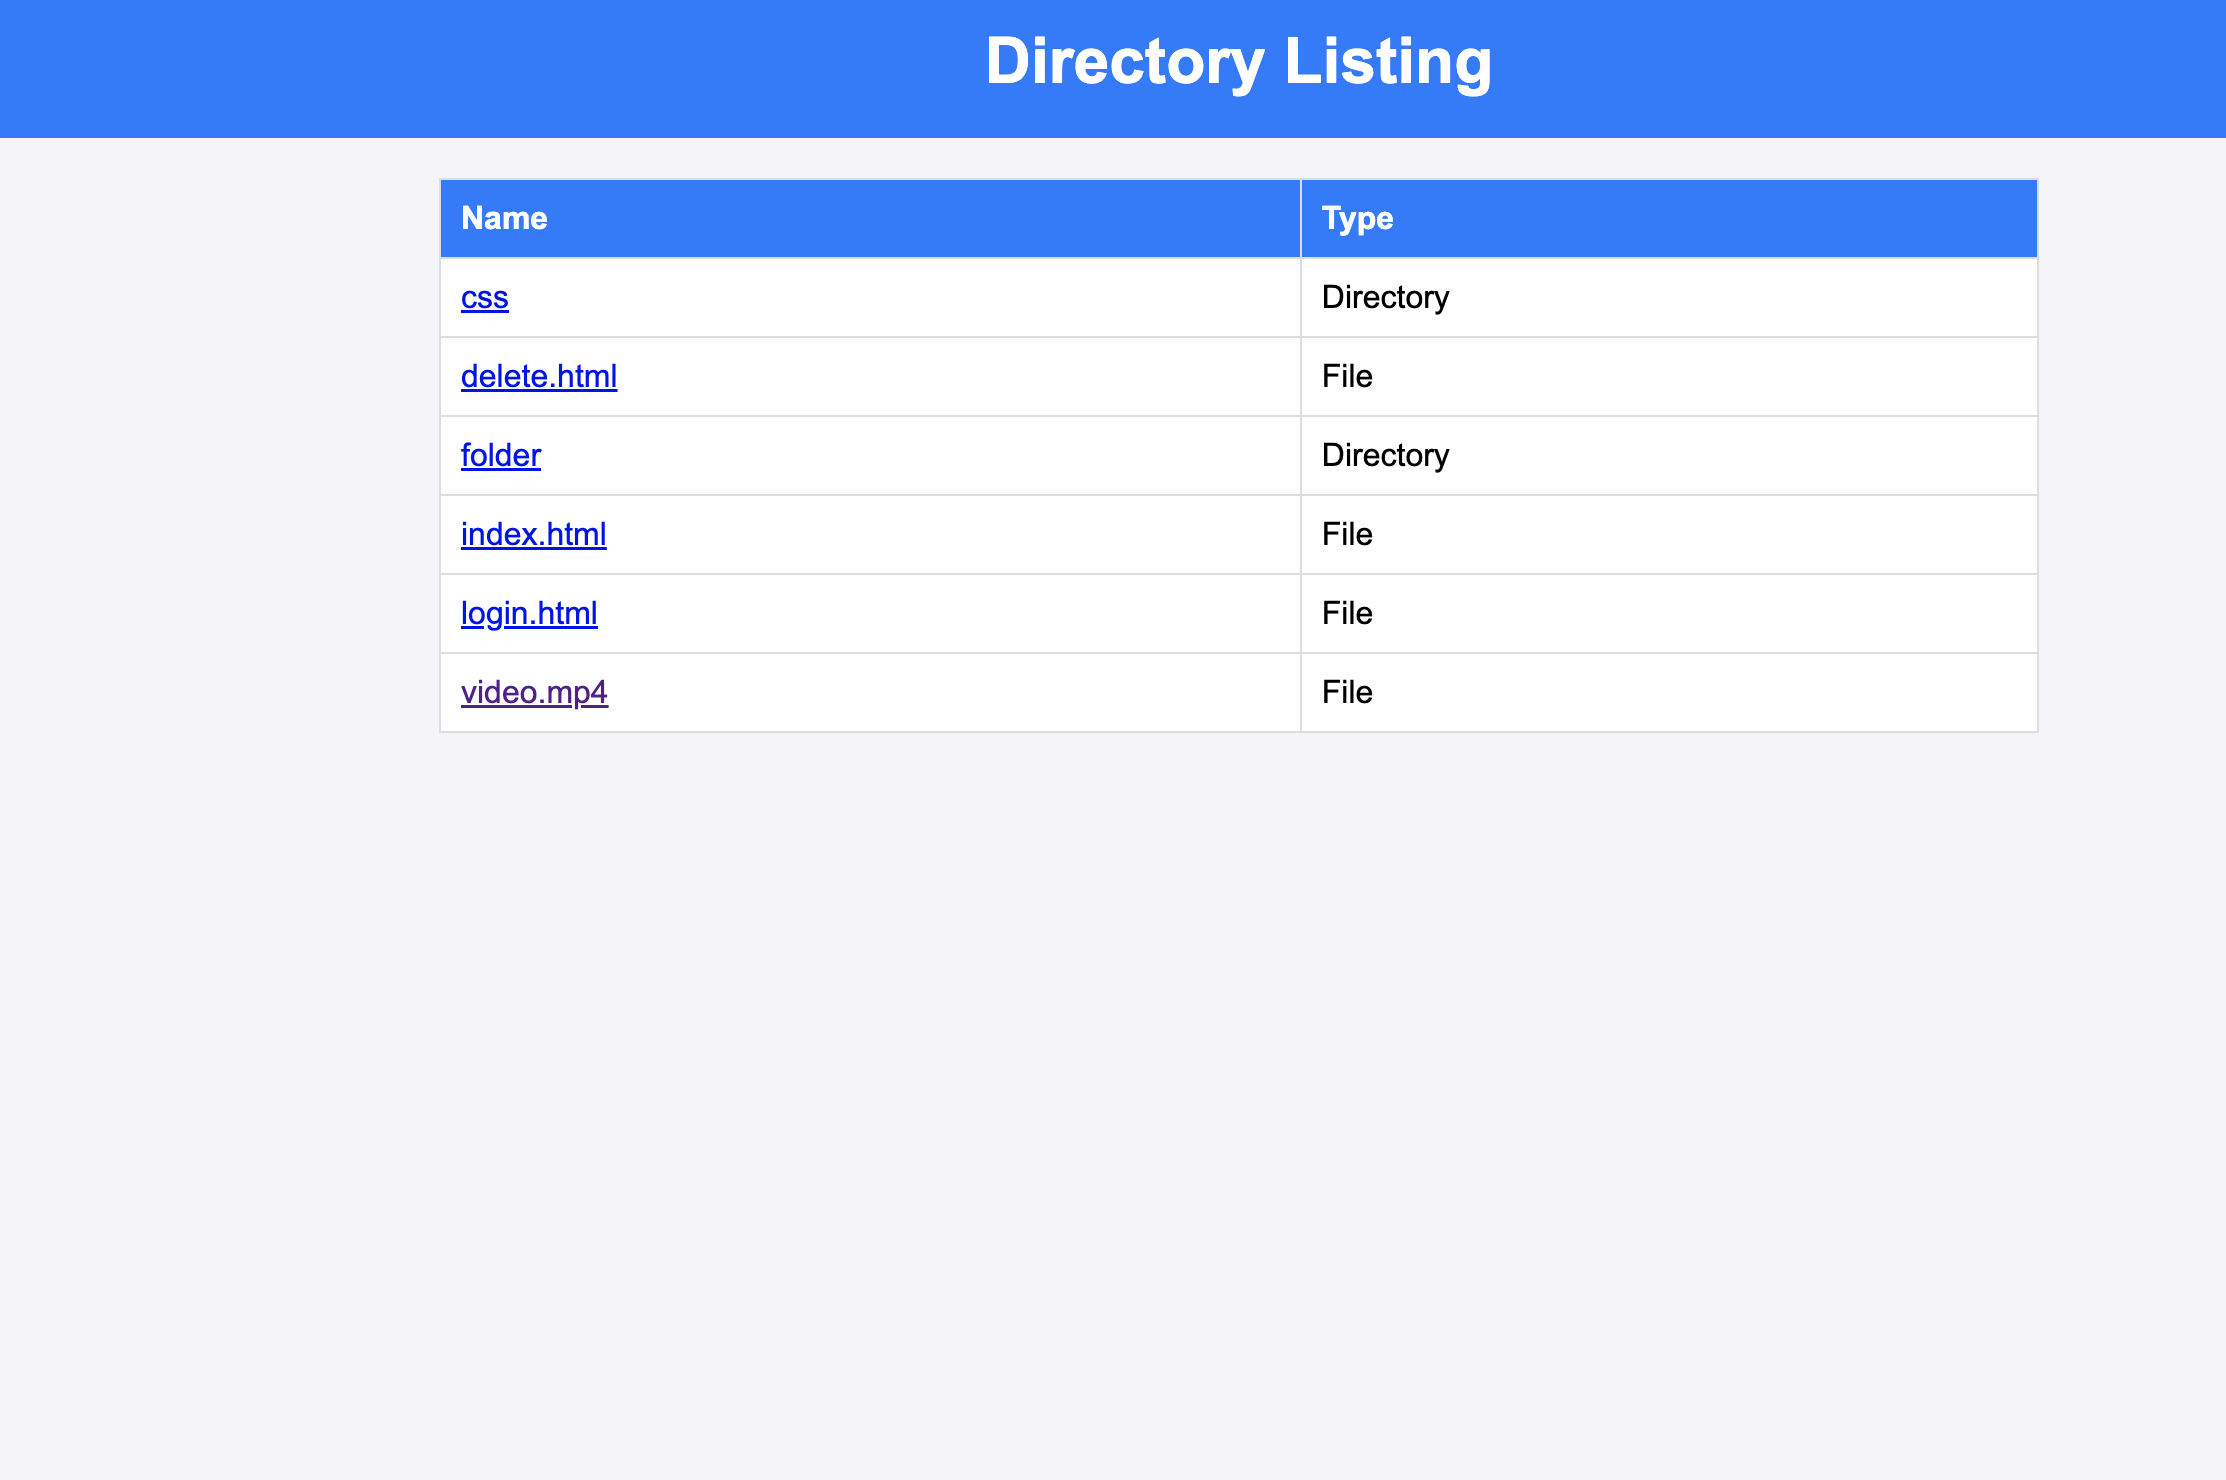 Directory Listing
Name Type
css Directory
delete.html File
folder Directory
index.html File
login.html File
video.mp4 File